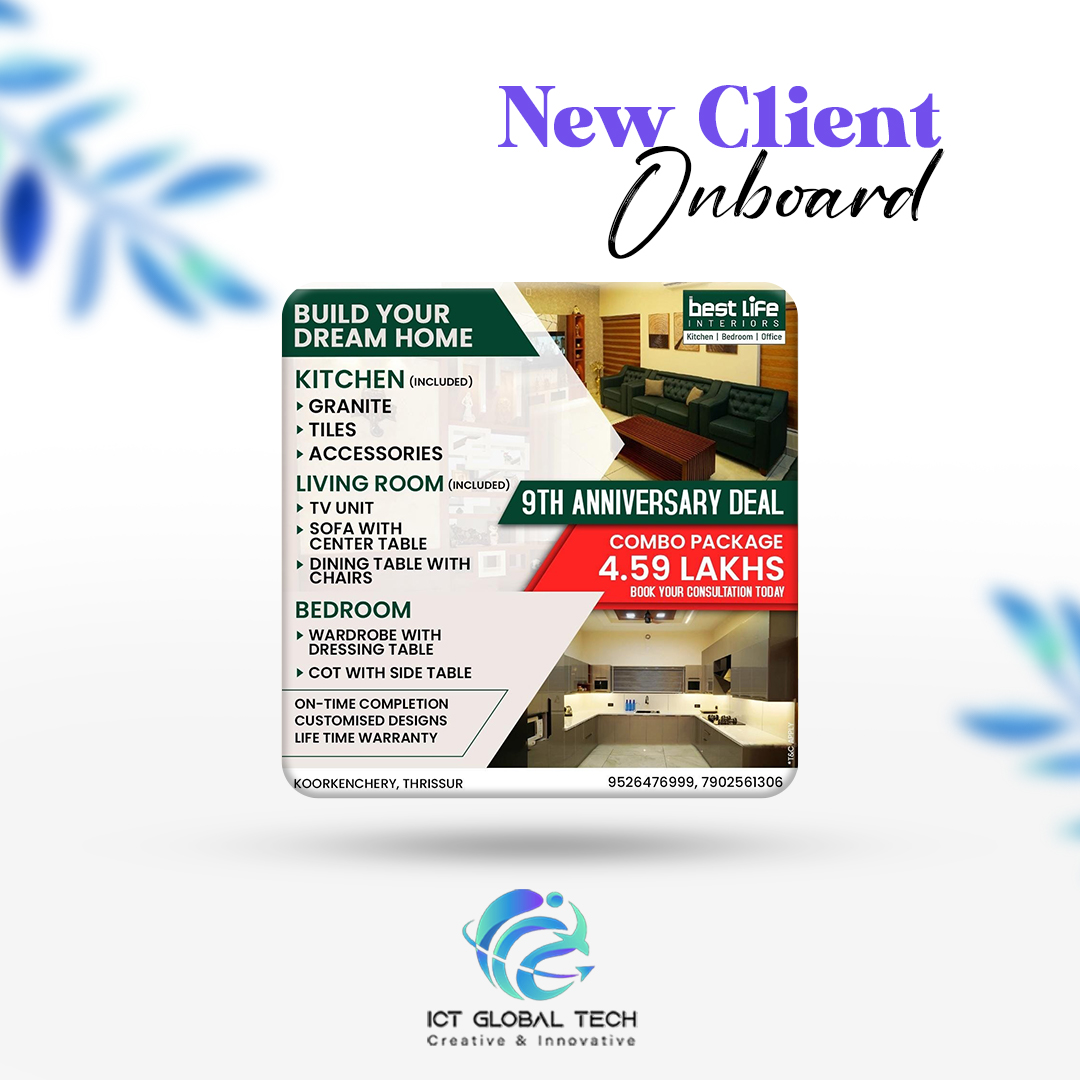 New Client
Onboard
BUILD YOUR
DREAM HOME
best life
INTERIORS
Kitchen | Bedroom | Office
KITCHEN (INCLUDED)
GRANITE
TILES
ACCESSORIES
LIVING ROOM (INCLUDED)
TV UNIT
SOFA WITH
CENTER TABLE
DINING TABLE WITH
CHAIRS
9TH ANNIVERSARY DEAL
COMBO PACKAGE
4.59 LAKHS
BOOK YOUR CONSULTATION TODAY
BEDROOM
WARDROBE WITH
DRESSING TABLE
COT WITH SIDE TABLE
ON-TIME COMPLETION
CUSTOMISED DESIGNS
LIFE TIME WARRANTY
*T&C APPLY
KOORKENCHERY, THRISSUR
9526476999, 7902561306
ICT GLOBAL TECH
Creative & Innovative